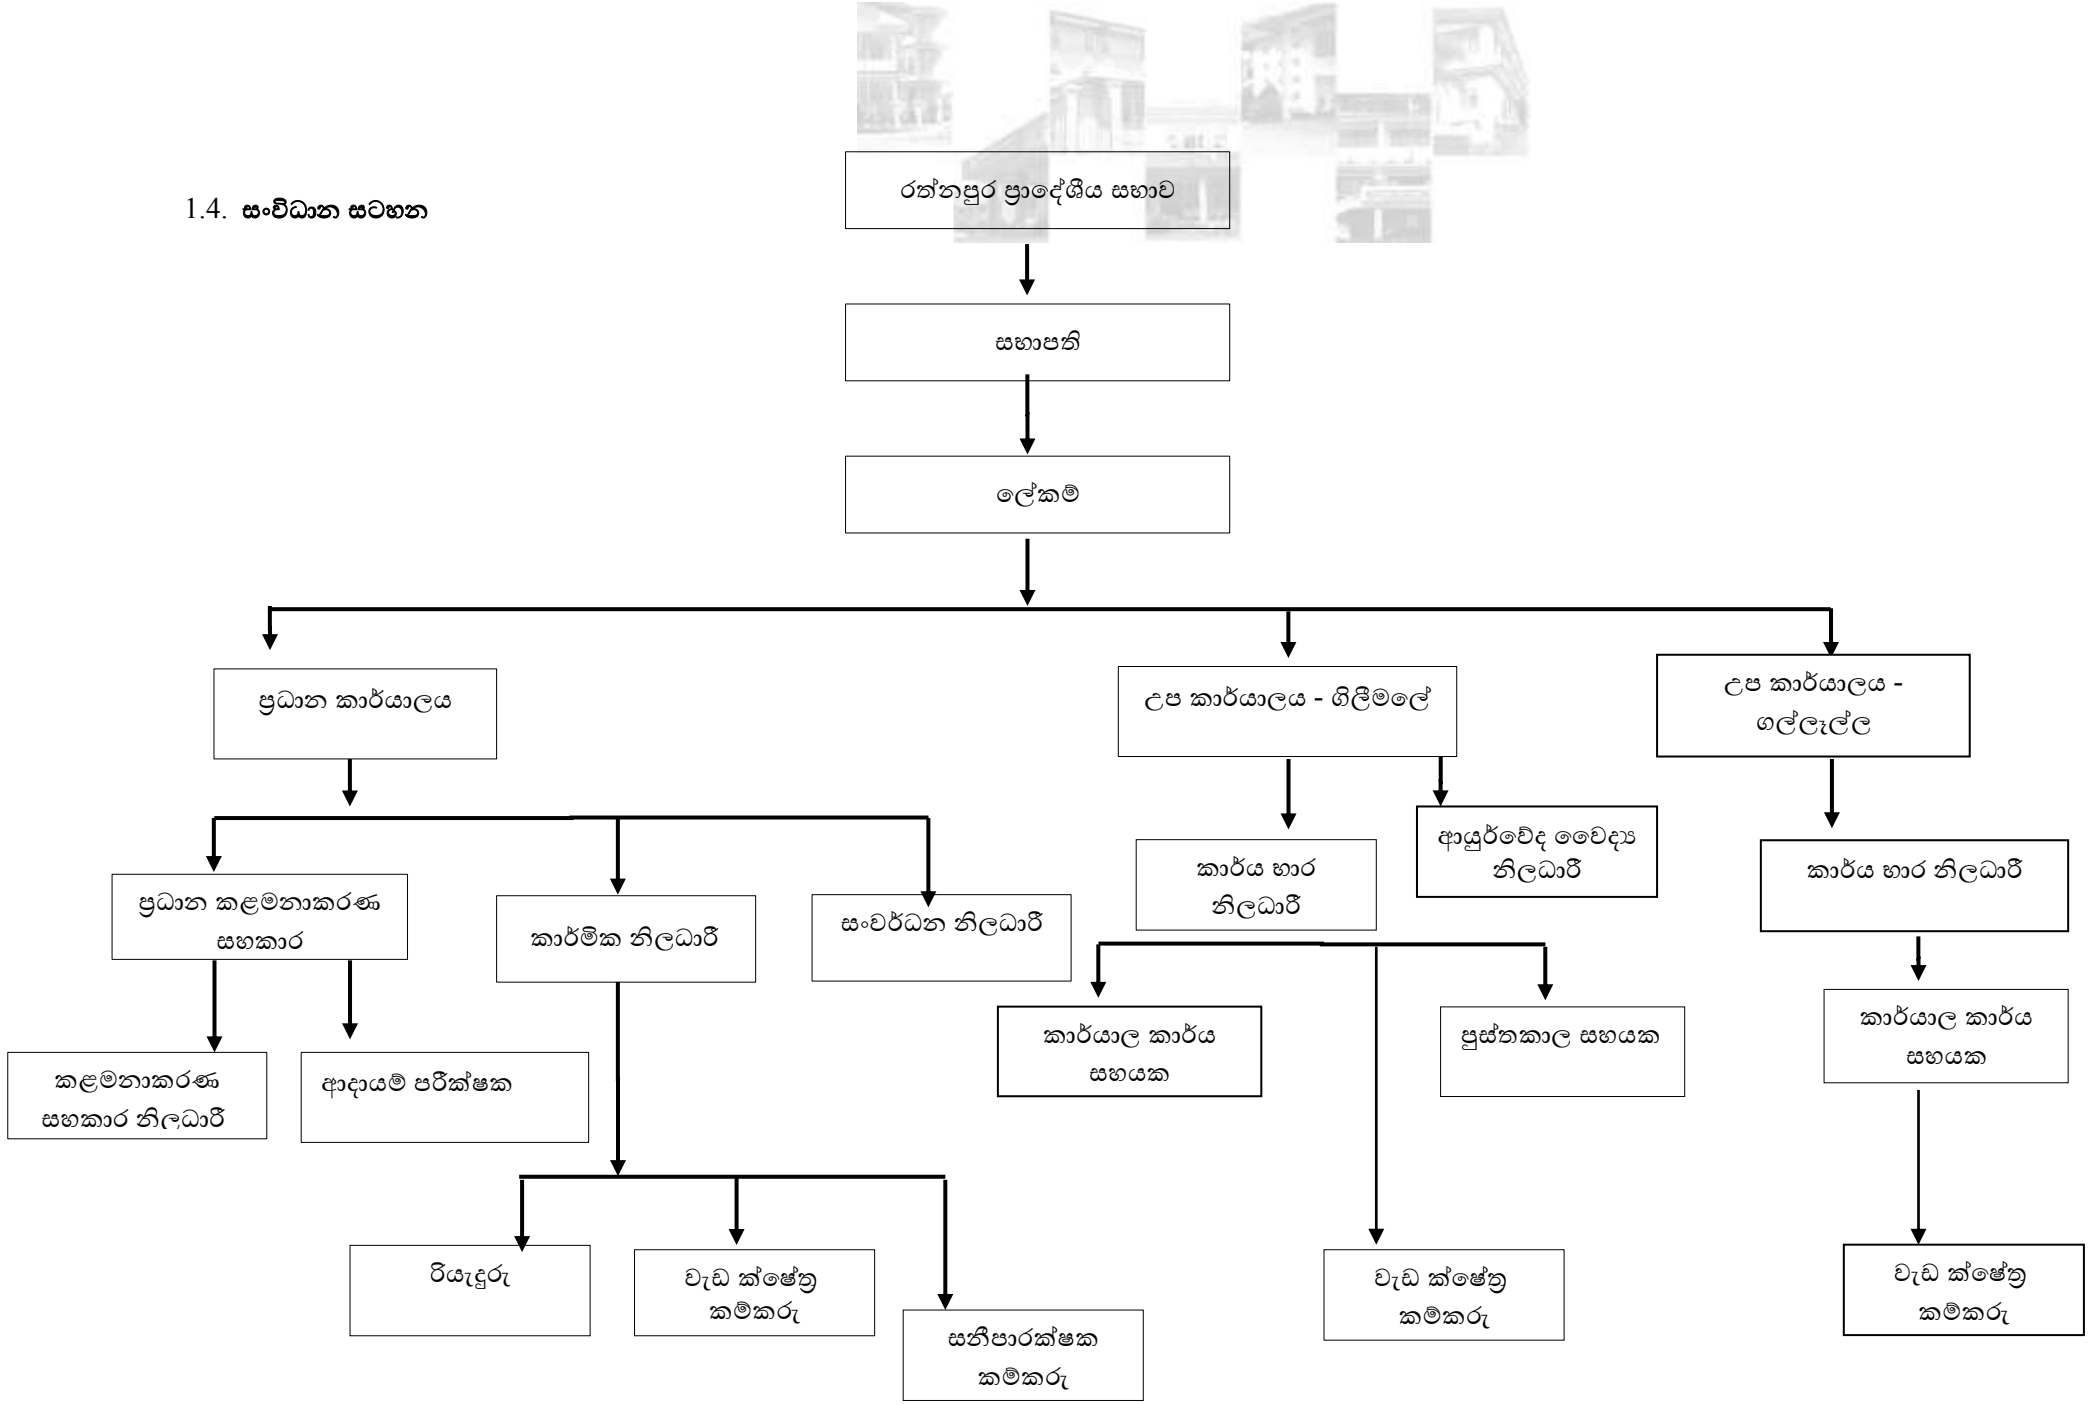 රත්නපුර ප්‍රාදේශීය සභාව
1.4. සංවිධාන සටහන
සභාපති
ලේකම්
ප්‍රධාන කාර්යාලය
උප කාර්යාලය - ගිලීමලේ
උප කාර්යාලය -
ගල්ලෑල්ල
ප්‍රධාන කළමනාකරණ
සහකාර
කාර්මික නිලධාරී
සංවර්ධන නිලධාරී
කාර්ය භාර
නිලධාරී
ආයුර්වේද වෛද්‍ය
නිලධාරී
කාර්ය භාර නිලධාරී
කළමනාකරණ
සහකාර නිලධාරී
ආදායම් පරීක්ෂක
කාර්යාල කාර්ය
සහයක
පුස්තකාල සහයක
කාර්යාල කාර්ය
සහයක
රියැදුරු
වැඩ ක්ෂේත්‍ර
කම්කරු
සනීපාරක්ෂක
කම්කරු
වැඩ ක්ෂේත්‍ර
කම්කරු
වැඩ ක්ෂේත්‍ර
කම්කරු